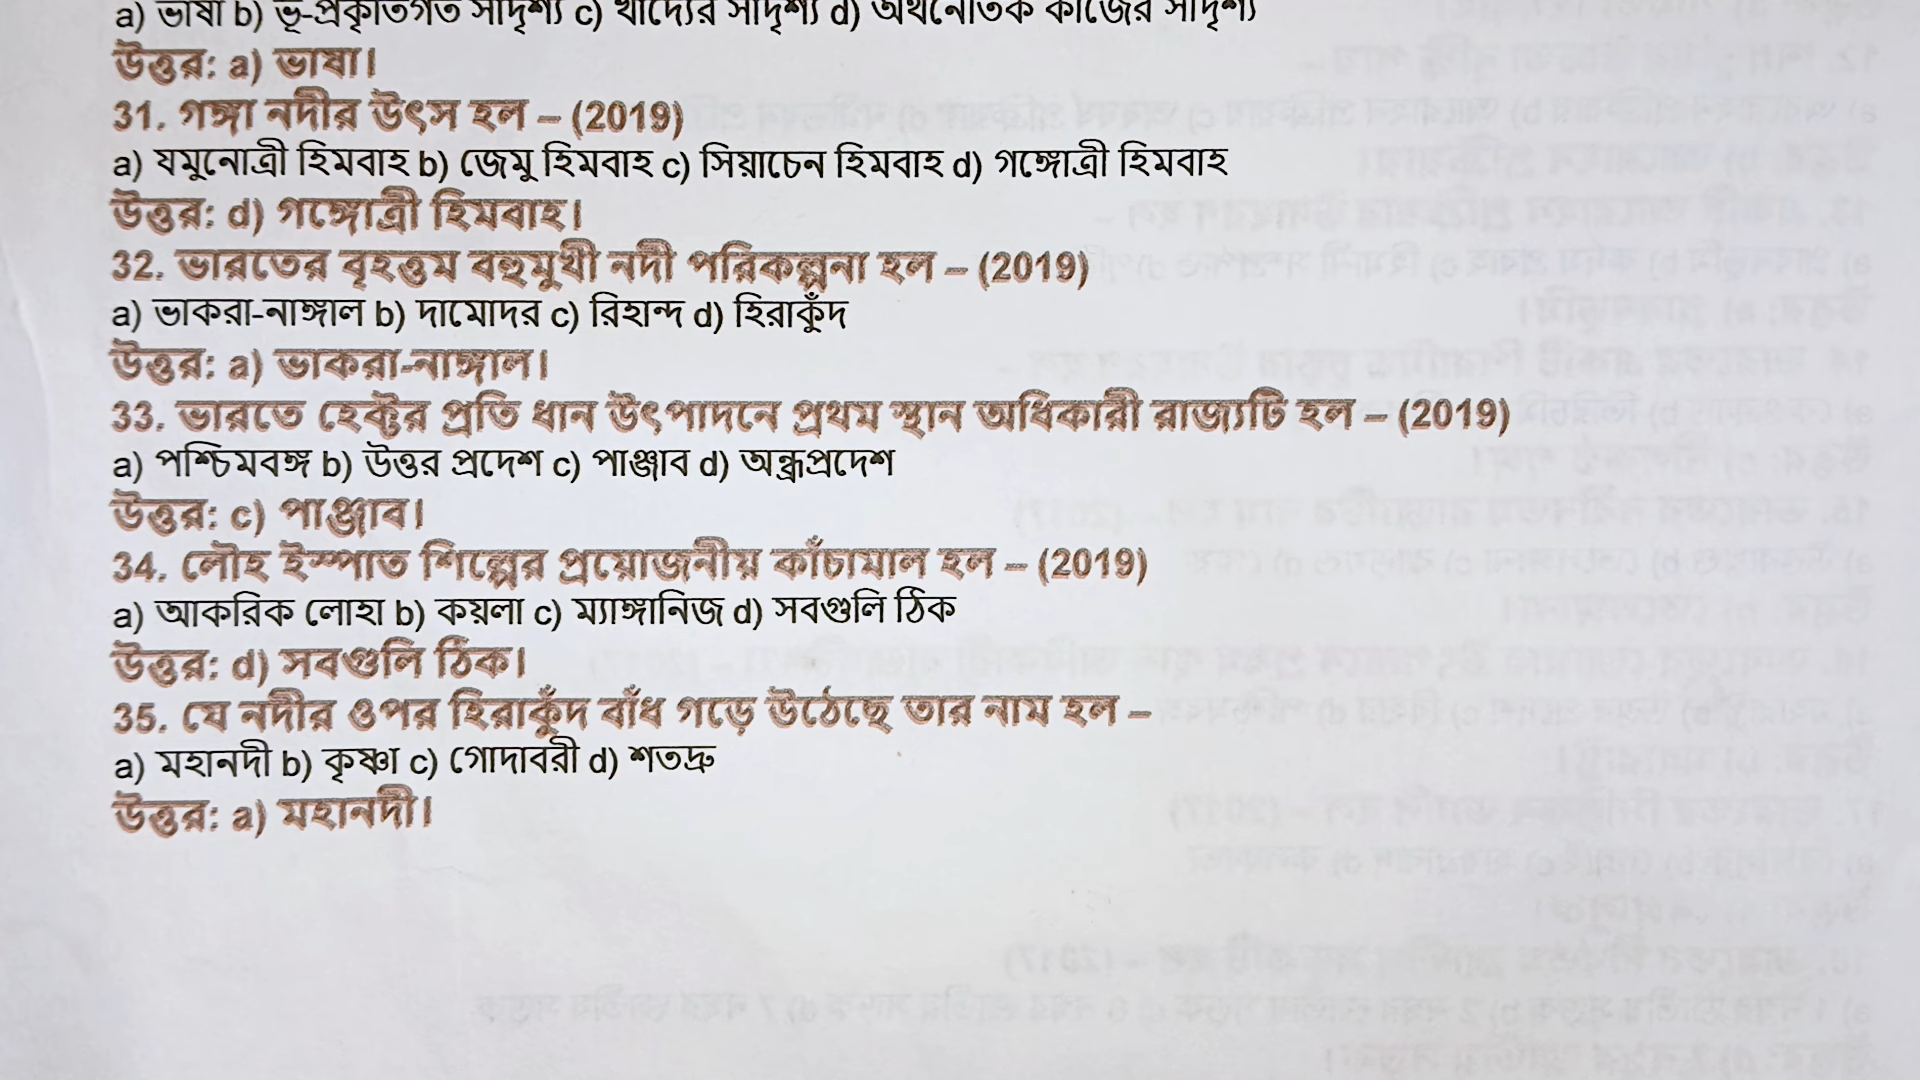 a) ভাষা b) ভূ-প্রকৃতিগত সাদৃশ্য c) খাদ্যের সাদৃশ্য d) অর্থনৈতিক কাজের সাদৃশ্য
উত্তর: a) ভাষা।
31. গঙ্গা নদীর উৎস হল – (2019)
a) যমুনোত্রী হিমবাহ b) জেমু হিমবাহ c) সিয়াচেন হিমবাহ d) গঙ্গোত্রী হিমবাহ
উত্তর: d) গঙ্গোত্রী হিমবাহ।
32. ভারতের বৃহত্তম বহুমুখী নদী পরিকল্পনা হল – (2019)
a) ভাকরা-নাঙ্গাল b) দামোদর c) রিহান্দ d) হিরাকুঁদ
উত্তর: a) ভাকরা-নাঙ্গাল।
33. ভারতে হেক্টর প্রতি ধান উৎপাদনে প্রথম স্থান অধিকারী রাজ্যটি হল – (2019)
a) পশ্চিমবঙ্গ b) উত্তর প্রদেশ c) পাঞ্জাব d) অন্ধ্রপ্রদেশ
উত্তর: c) পাঞ্জাব।
34. লৌহ ইস্পাত শিল্পের প্রয়োজনীয় কাঁচামাল হল – (2019)
a) আকরিক লোহা b) কয়লা c) ম্যাঙ্গানিজ d) সবগুলি ঠিক
উত্তর: d) সবগুলি ঠিক।
35. যে নদীর ওপর হিরাকুঁদ বাঁধ গড়ে উঠেছে তার নাম হল –
a) মহানদী b) কৃষ্ণা c) গোদাবরী d) শতদ্রু
উত্তর: a) মহানদী।